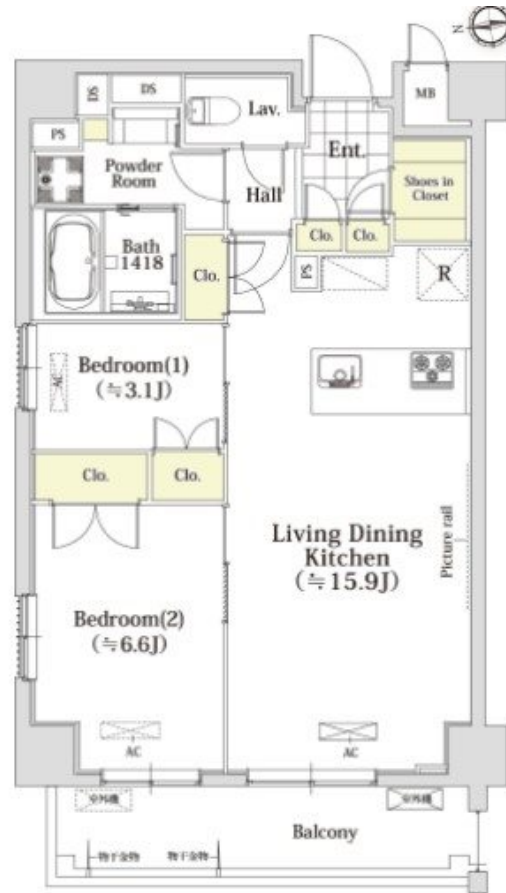 N
MB
DS
DS
Lav.
PS
Ent.
Powder
Room
Shoes in
Closet
Hall
Bath
1418
Clo.
Clo.
Clo.
PS
R
Bedroom(1)
(≒3.1J)
AC
Clo.
Clo.
Living Dining
Kitchen
(≒15.9J)
Picture rail
Bedroom(2)
(≒6.6J)
AC
AC
室外機
室外機
Balcony
物干金物
物干金物